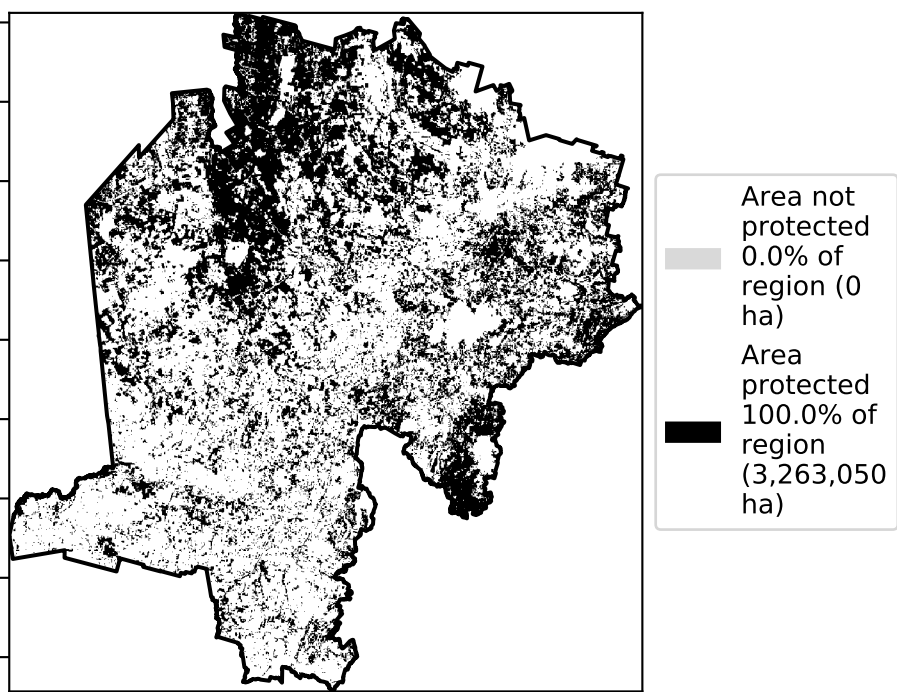 Area not
protected
0.0% of
region (0
ha)
Area
protected
100.0% of
region
(3,263,050
ha)